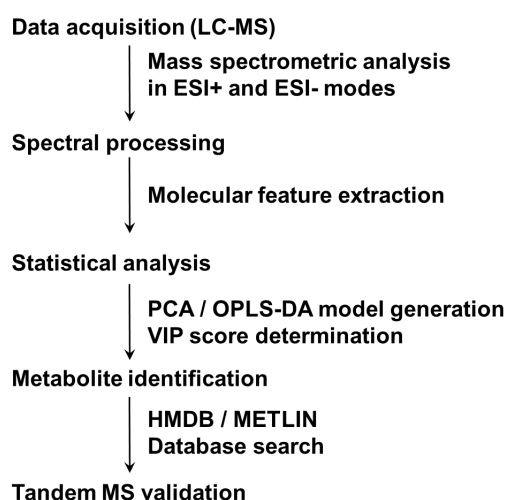 Data acquisition (LC-MS)
Mass spectrometric analysis
in ESI+ and ESI- modes
Spectral processing
Molecular feature extraction
Statistical analysis
PCA / OPLS-DA model generation
VIP score determination
Metabolite identification
HMDB / METLIN
Database search
Tandem MS validation